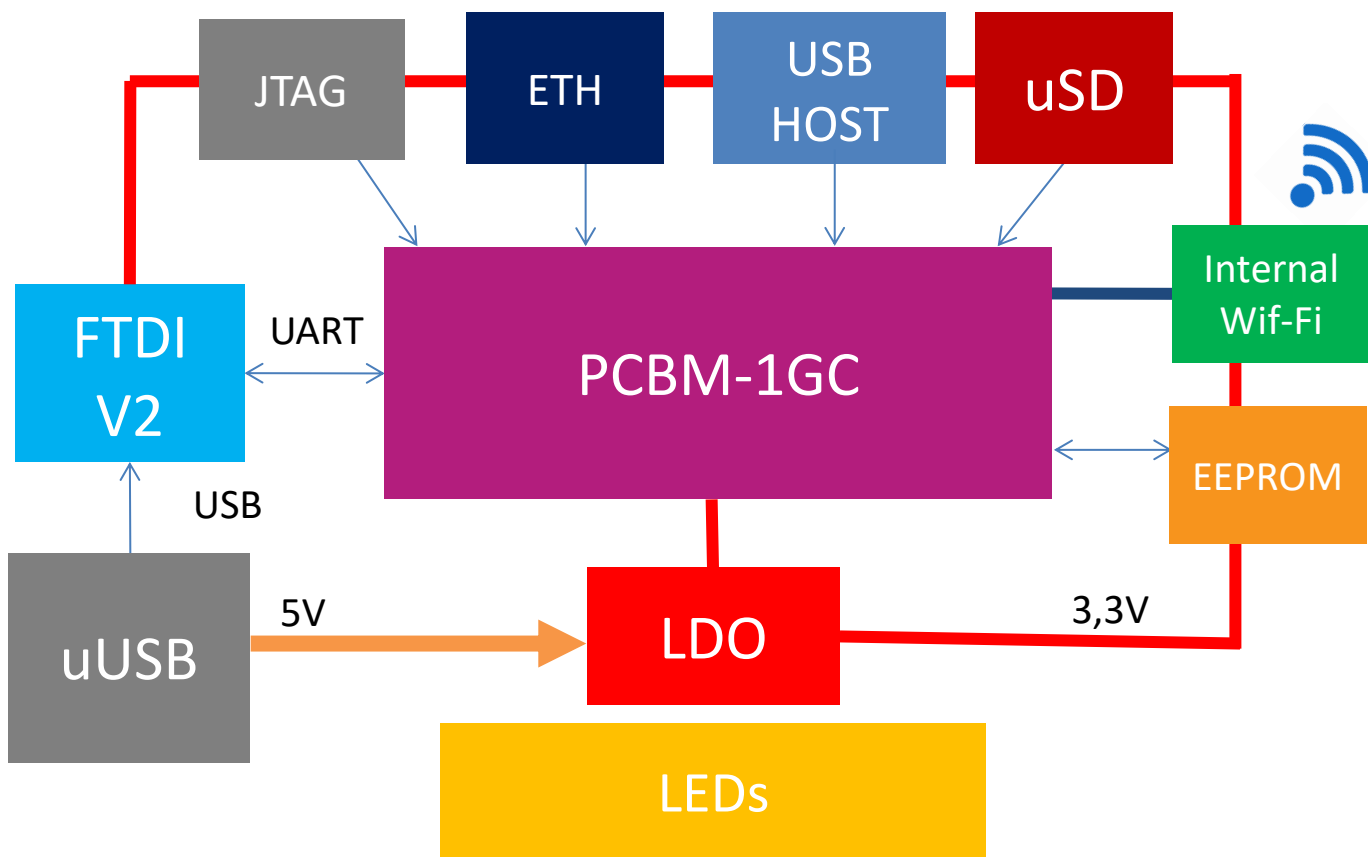 JTAG
ETH
USB
HOST
uSD
Internal
Wif-Fi
FTDI
V2
UART
PCBM-1GC
EEPROM
USB
uUSB
5V
LDO
3,3V
LEDs